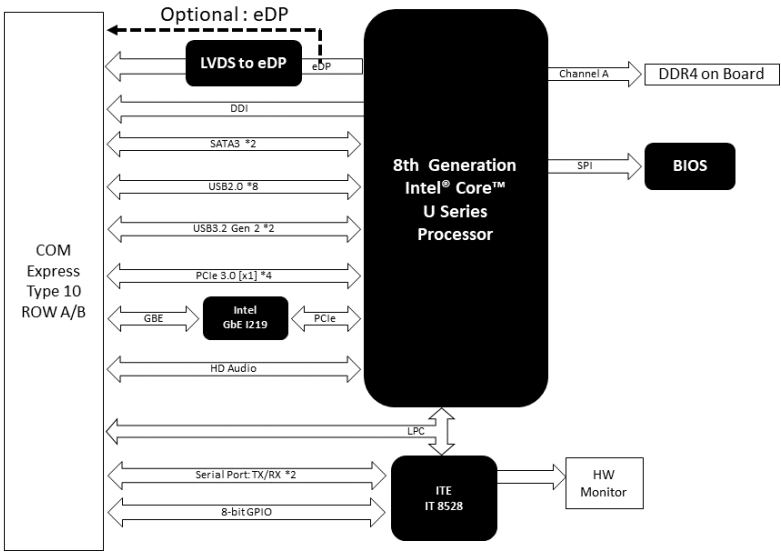 Optional : eDP
LVDS to eDP
eDP
DDI
SATA3 *2
USB2.0 *8
USB3.2 Gen 2 *2
PCIe 3.0 [x1] *4
GBE
Intel
GbE I219
PCIe
HD Audio
LPC
Serial Port: TX/RX *2
8-bit GPIO
COM
Express
Type 10
ROW A/B
8th Generation
Intel® Core™
U Series
Processor
Channel A
DDR4 on Board
SPI
BIOS
ITE
IT 8528
HW
Monitor